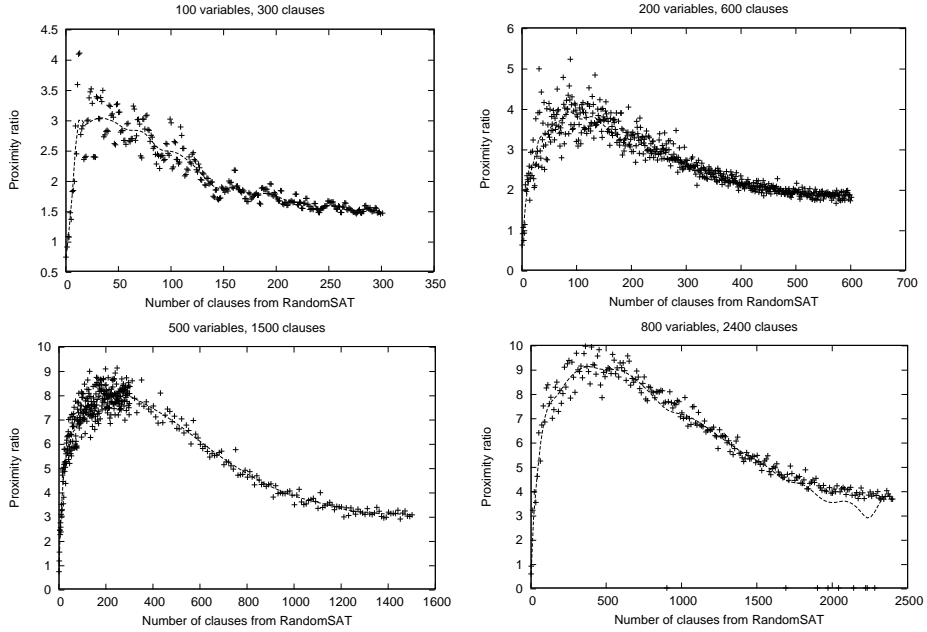 100 variables, 300 clauses
4.5
4
3.5
3
2.5
2
1.5
1
0.5
Proximity ratio
0 50 100 150 200 250 300 350
Number of clauses from RandomSAT
200 variables, 600 clauses
6
5
4
3
2
1
0
Proximity ratio
0 100 200 300 400 500 600 700
Number of clauses from RandomSAT
500 variables, 1500 clauses
10
9
8
7
6
5
4
3
2
1
0
Proximity ratio
0 200 400 600 800 1000 1200 1400 1600
Number of clauses from RandomSAT
800 variables, 2400 clauses
10
9
8
7
6
5
4
3
2
1
0
Proximity ratio
0 500 1000 1500 2000 2500
Number of clauses from RandomSAT